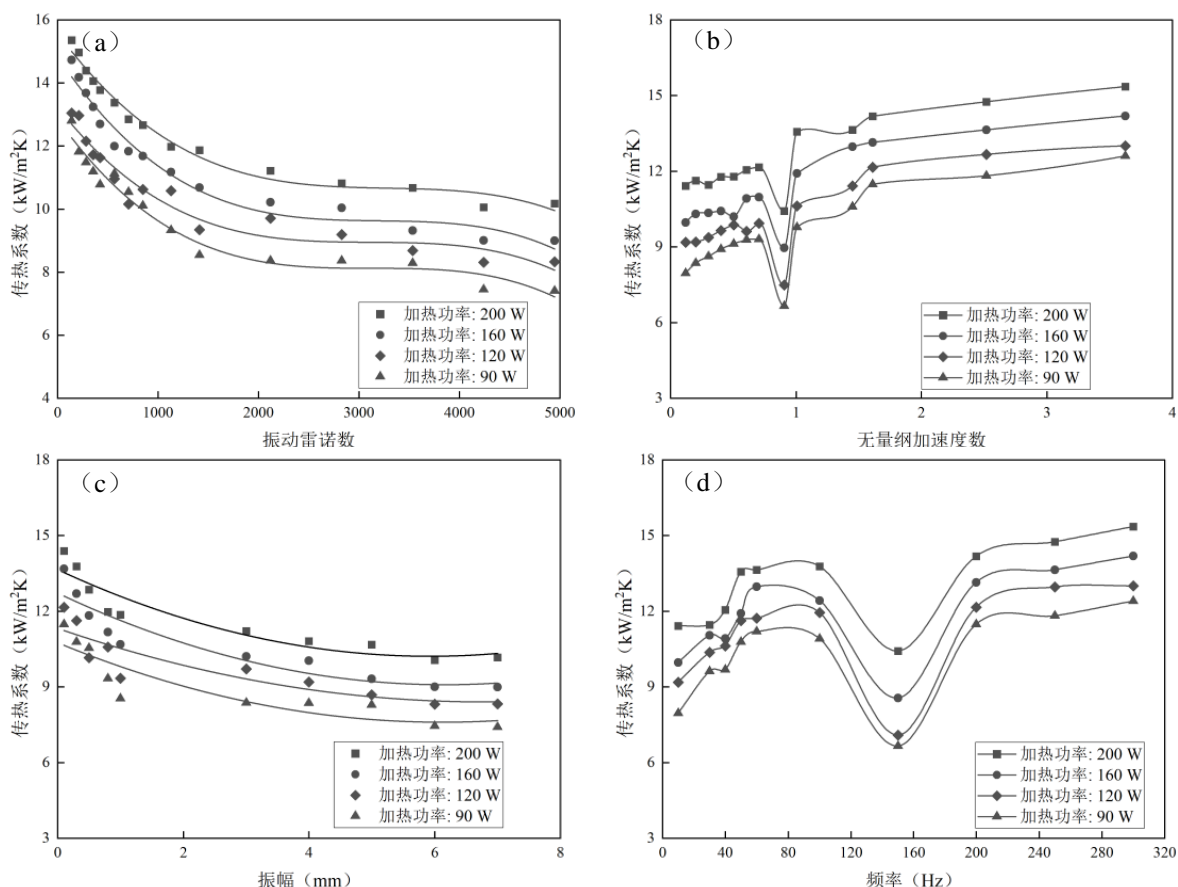 (a)
16
14
12
10
8
6
4
传热系数（kW/m²K）
加热功率: 200 W
加热功率: 160 W
加热功率: 120 W
加热功率: 90 W
0 1000 2000 3000 4000 5000
振动雷诺数
（b）
18
15
12
9
6
3
传热系数（kW/m²K）
加热功率: 200 W
加热功率: 160 W
加热功率: 120 W
加热功率: 90 W
0 1 2 3 4
无量纲加速度数
（c）
18
15
12
9
6
3
传热系数（kW/m²K）
加热功率: 200 W
加热功率: 160 W
加热功率: 120 W
加热功率: 90 W
0 2 4 6 8
振幅（mm）
（d）
18
15
12
9
6
3
传热系数（kW/m²K）
加热功率: 200 W
加热功率: 160 W
加热功率: 120 W
加热功率: 90 W
0 40 80 120 160 200 240 280 320
频率（Hz）